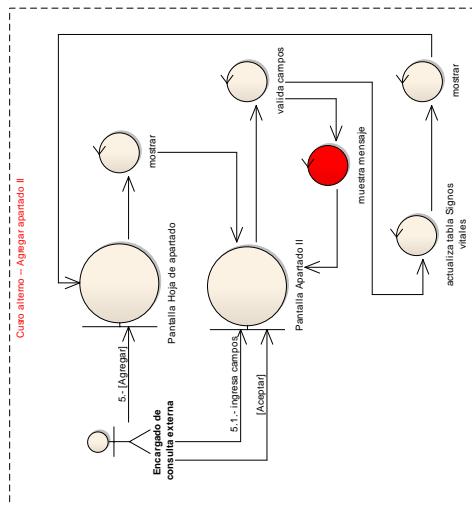 Cusro alterno – Agregar apartado II
5.- [Agregar]
Pantalla Hoja de apartado
mostrar
Encargado de
consulta externa
5.1.- ingresa campos
[Aceptar]
Pantalla Apartado II
valida campos
muestra mensaje
actualiza tabla Signos
vitales
mostrar